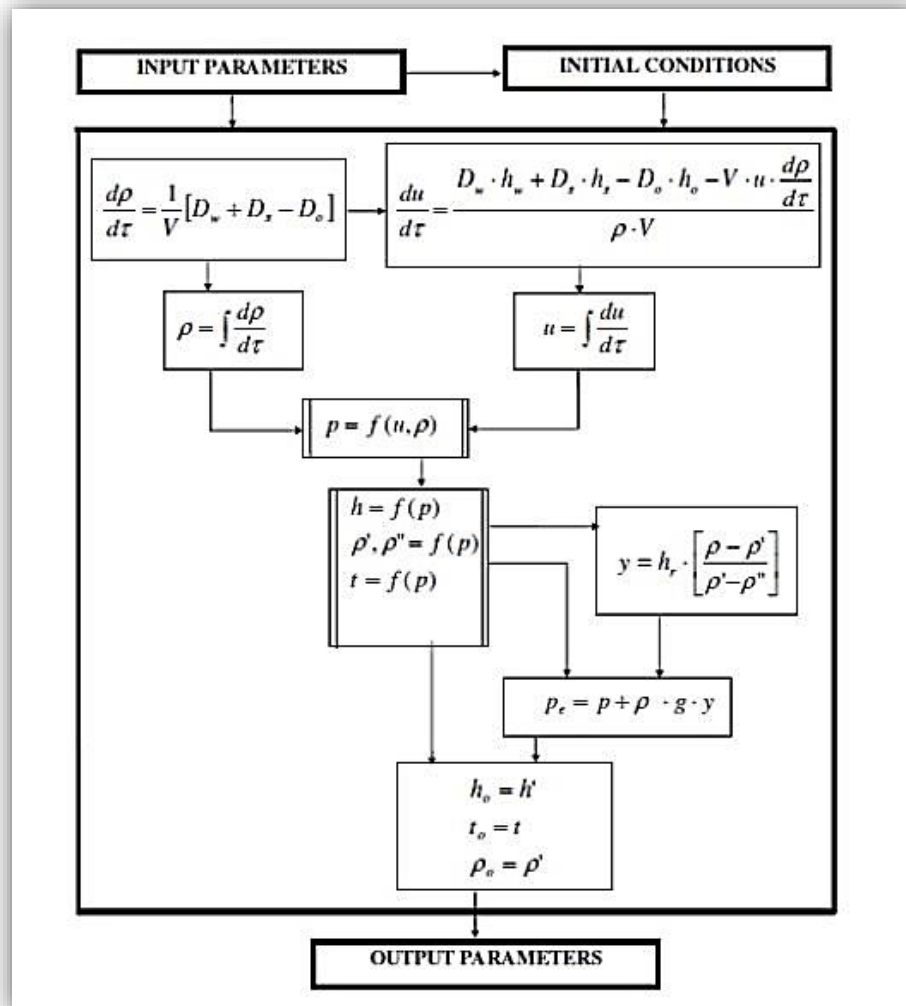 INPUT PARAMETERS
INITIAL CONDITIONS
dρ/dτ = 1/V [D_w + D_s − D_o]
du/dτ = (D_w · h_w + D_s · h_s − D_o · h_o − V · u · dρ/dτ) / (ρ · V)
ρ = ∫ dρ/dτ
u = ∫ du/dτ
p = f(u, ρ)
h = f(p)
ρ', ρ" = f(p)
t = f(p)
y = h_r · [(ρ − ρ') / (ρ' − ρ")]
p_e = p + ρ · g · y
h_o = h'
t_o = t
ρ_o = ρ'
OUTPUT PARAMETERS